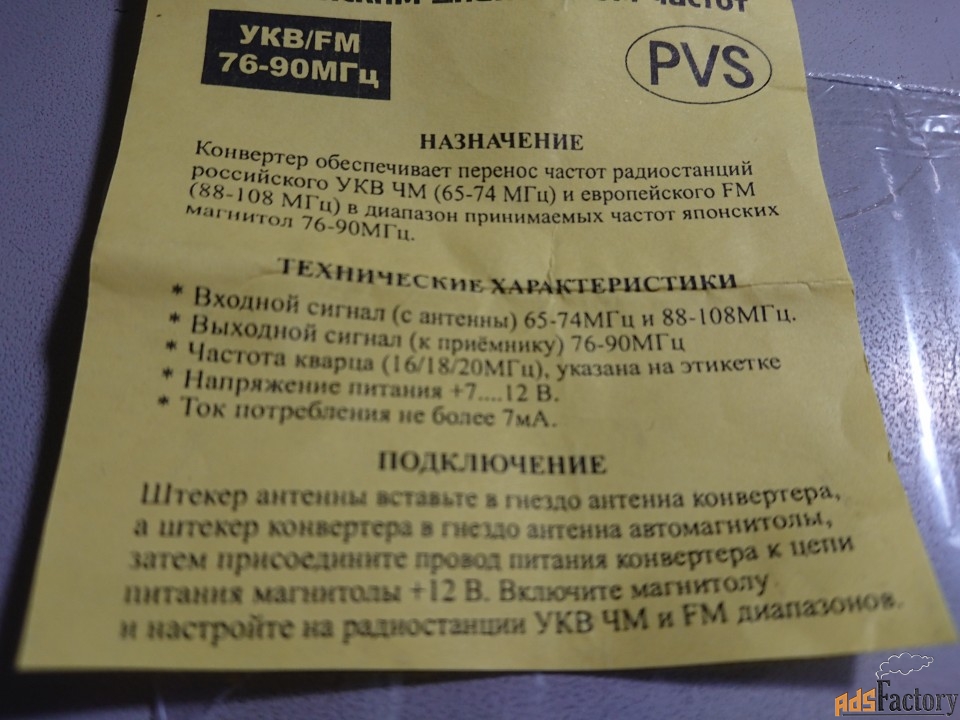 частот
УКВ/FM
76-90МГц
PVS
НАЗНАЧЕНИЕ
Конвертер обеспечивает перенос частот радиостанций
российского УКВ ЧМ (65-74 МГц) и европейского FM
(88-108 МГц) в диапазон принимаемых частот японских
магнитол 76-90МГц.
ТЕХНИЧЕСКИЕ ХАРАКТЕРИСТИКИ
* Входной сигнал (с антенны) 65-74МГц и 88-108МГц.
* Выходной сигнал (к приёмнику) 76-90МГц
* Частота кварца (16/18/20МГц), указана на этикетке
* Напряжение питания +7....12 В.
* Ток потребления не более 7мА.
ПОДКЛЮЧЕНИЕ
Штекер антенны вставьте в гнездо антенна конвертера,
а штекер конвертера в гнездо антенна автомагнитолы,
затем присоедините провод питания конвертера к цепи
питания магнитолы +12 В. Включите магнитолу
и настройте на радиостанции УКВ ЧМ и FM диапазонов.
AdsFactory